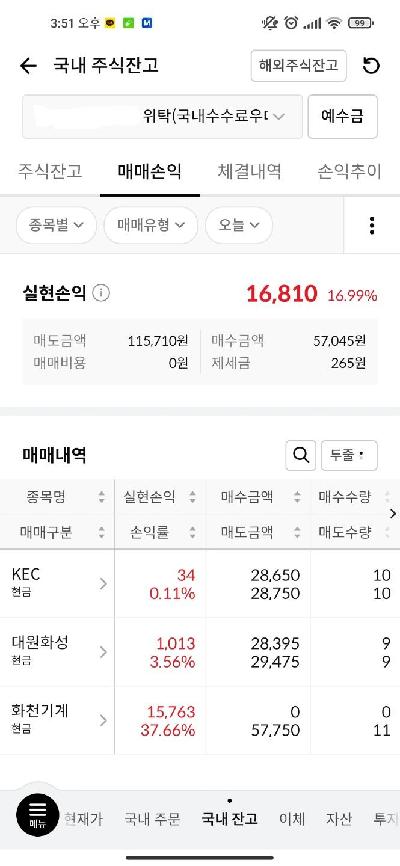 3:51 오후 99
국내 주식잔고 해외주식잔고
위탁(국내수수료우대 예수금
주식잔고 매매손익 체결내역 손익추이
종목별 매매유형 오늘
실현손익 16,810 16.99%
매도금액 115,710원 매수금액 57,045원
매매비용 0원 제세금 265원
매매내역 두줄
종목명 실현손익 매수금액 매수수량
매매구분 손익률 매도금액 매도수량
KEC 34 28,650 10
현금 0.11% 28,750 10
대원화성 1,013 28,395 9
현금 3.56% 29,475 9
화천기계 15,763 0 0
현금 37.66% 57,750 11
메뉴 현재가 국내 주문 국내 잔고 이체 자산 투자